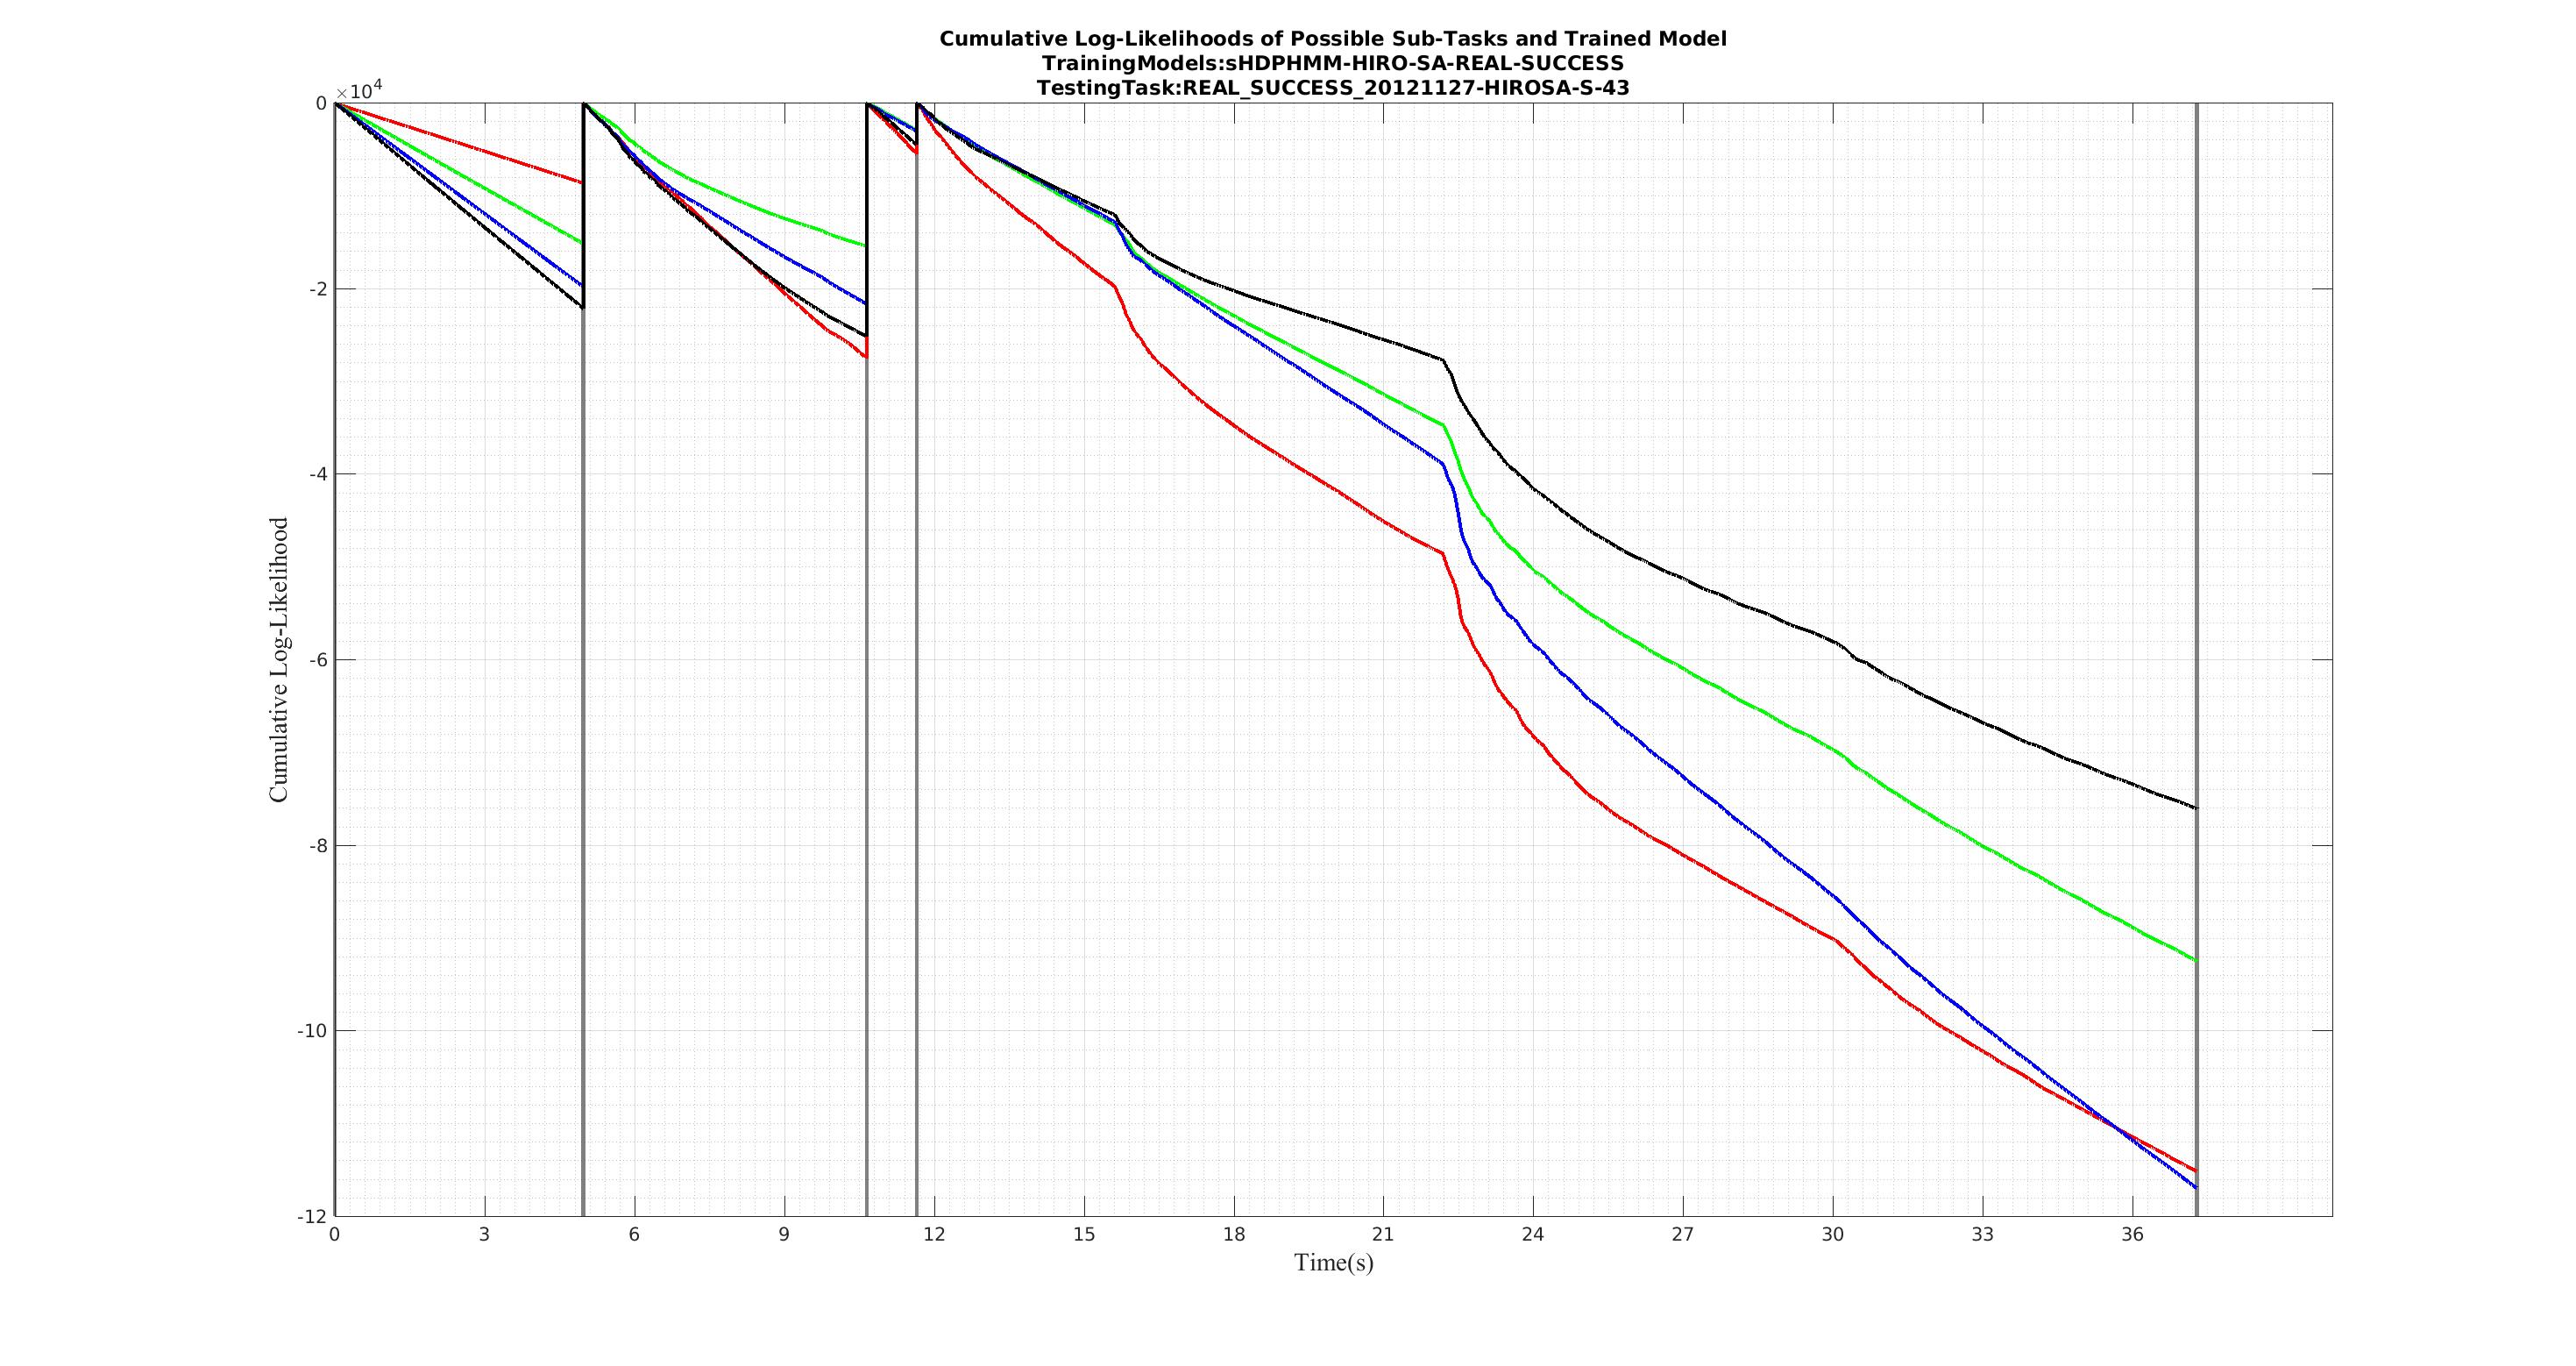 Cumulative Log-Likelihoods of Possible Sub-Tasks and Trained Model
TrainingModels:sHDPHMM-HIRO-SA-REAL-SUCCESS
TestingTask:REAL_SUCCESS_20121127-HIROSA-S-43
×10^4
0
-2
-4
-6
-8
-10
-12
Cumulative Log-Likelihood
0 3 6 9 12 15 18 21 24 27 30 33 36
Time(s)